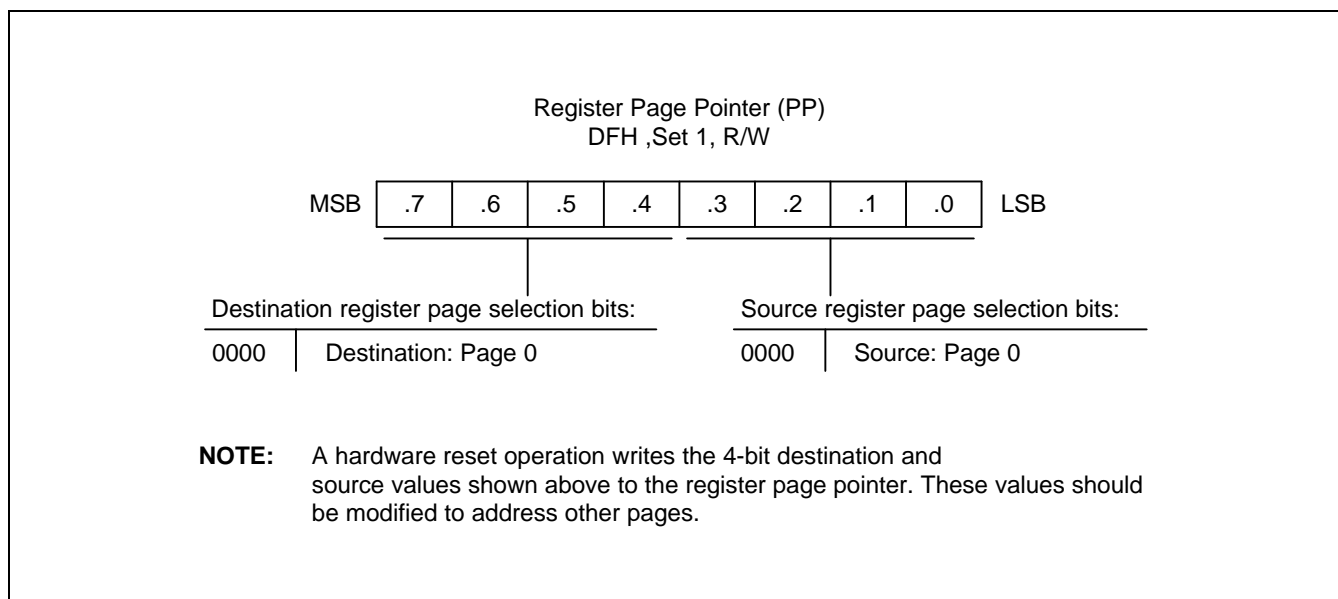 Register Page Pointer (PP)
DFH ,Set 1, R/W
MSB .7 .6 .5 .4 .3 .2 .1 .0 LSB
Destination register page selection bits:
0000 Destination: Page 0
Source register page selection bits:
0000 Source: Page 0
NOTE: A hardware reset operation writes the 4-bit destination and
source values shown above to the register page pointer. These values should
be modified to address other pages.